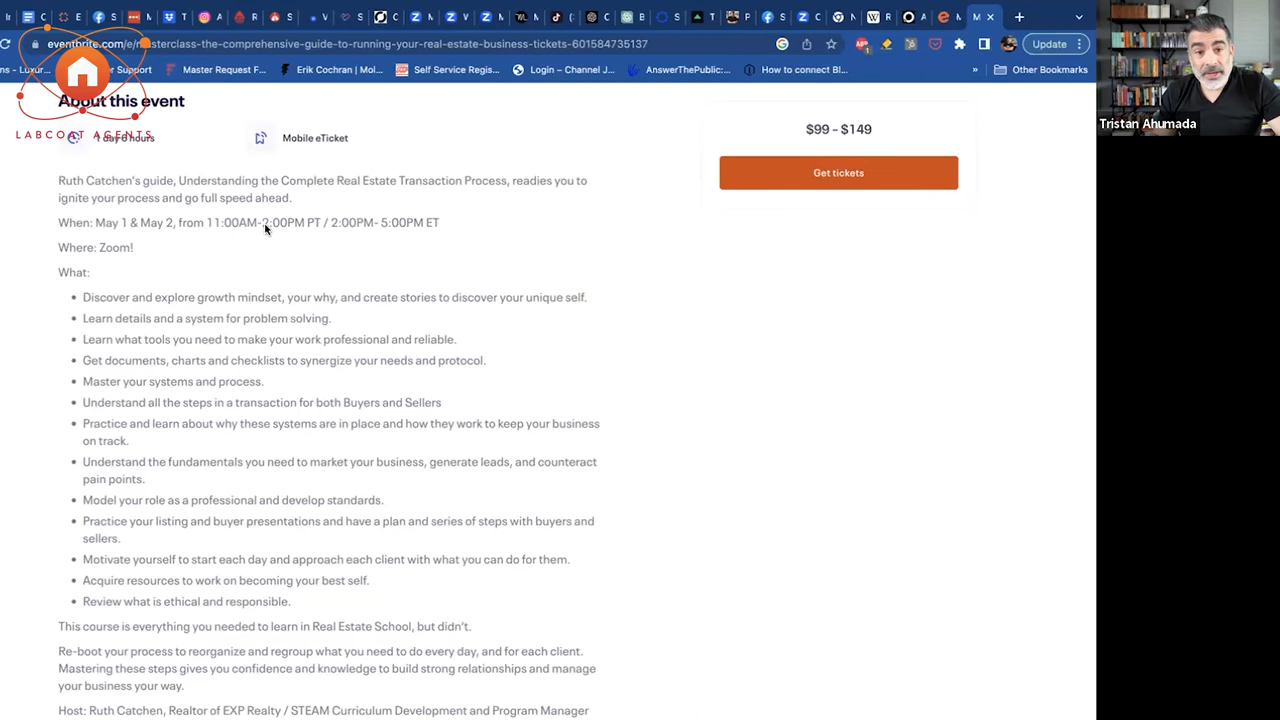 eventbrite.com/e/masterclass-the-comprehensive-guide-to-running-your-real-estate-business-tickets-601584735137
Update
ms - Luxur...
er Support
Master Request F...
Erik Cochran | Mol...
Self Service Regis...
Login – Channel J...
AnswerThePublic:...
How to connect Bl...
»
Other Bookmarks
LABCOAT AGENTS
Tristan Ahumada
About this event
1 day 6 hours
Mobile eTicket
$99 – $149
Get tickets
Ruth Catchen's guide, Understanding the Complete Real Estate Transaction Process, readies you to
ignite your process and go full speed ahead.
When: May 1 & May 2, from 11:00AM-2:00PM PT / 2:00PM- 5:00PM ET
Where: Zoom!
What:
Discover and explore growth mindset, your why, and create stories to discover your unique self.
Learn details and a system for problem solving.
Learn what tools you need to make your work professional and reliable.
Get documents, charts and checklists to synergize your needs and protocol.
Master your systems and process.
Understand all the steps in a transaction for both Buyers and Sellers
Practice and learn about why these systems are in place and how they work to keep your business
on track.
Understand the fundamentals you need to market your business, generate leads, and counteract
pain points.
Model your role as a professional and develop standards.
Practice your listing and buyer presentations and have a plan and series of steps with buyers and
sellers.
Motivate yourself to start each day and approach each client with what you can do for them.
Acquire resources to work on becoming your best self.
Review what is ethical and responsible.
This course is everything you needed to learn in Real Estate School, but didn't.
Re-boot your process to reorganize and regroup what you need to do every day, and for each client.
Mastering these steps gives you confidence and knowledge to build strong relationships and manage
your business your way.
Host: Ruth Catchen, Realtor of EXP Realty / STEAM Curriculum Development and Program Manager